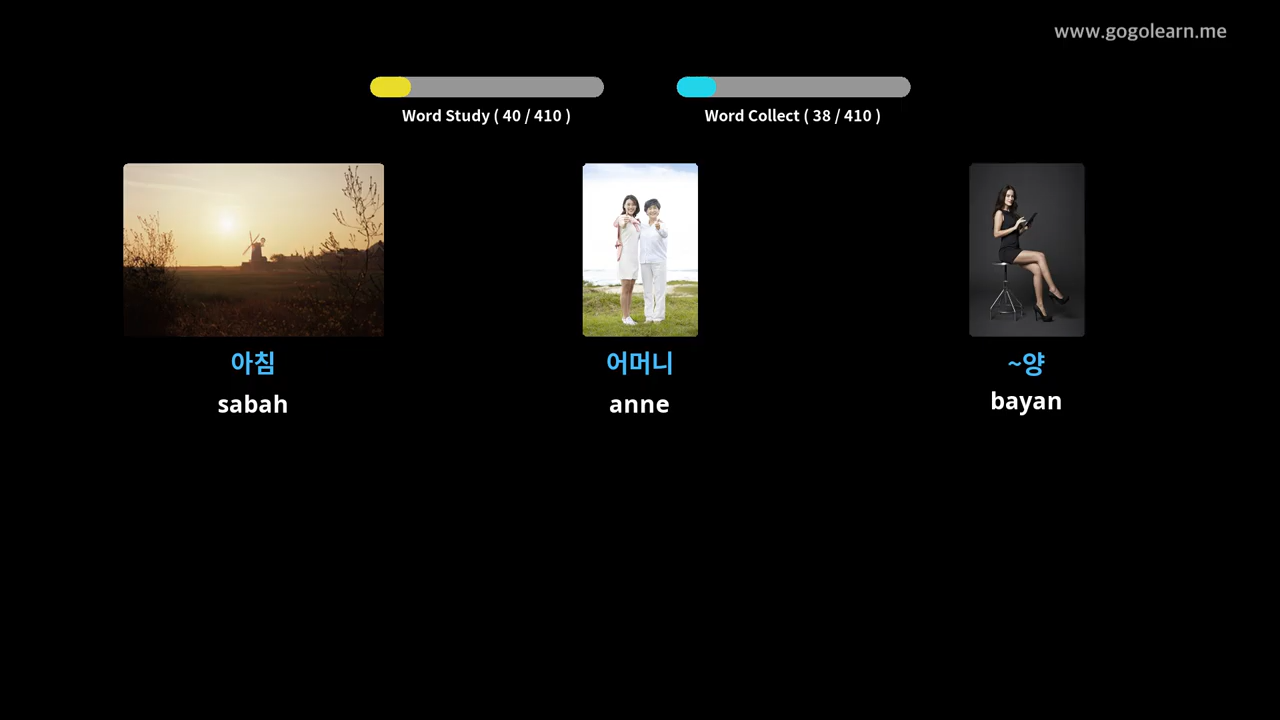 www.gogolearn.me
Word Study ( 40 / 410 )
Word Collect ( 38 / 410 )
아침
sabah
어머니
anne
~양
bayan